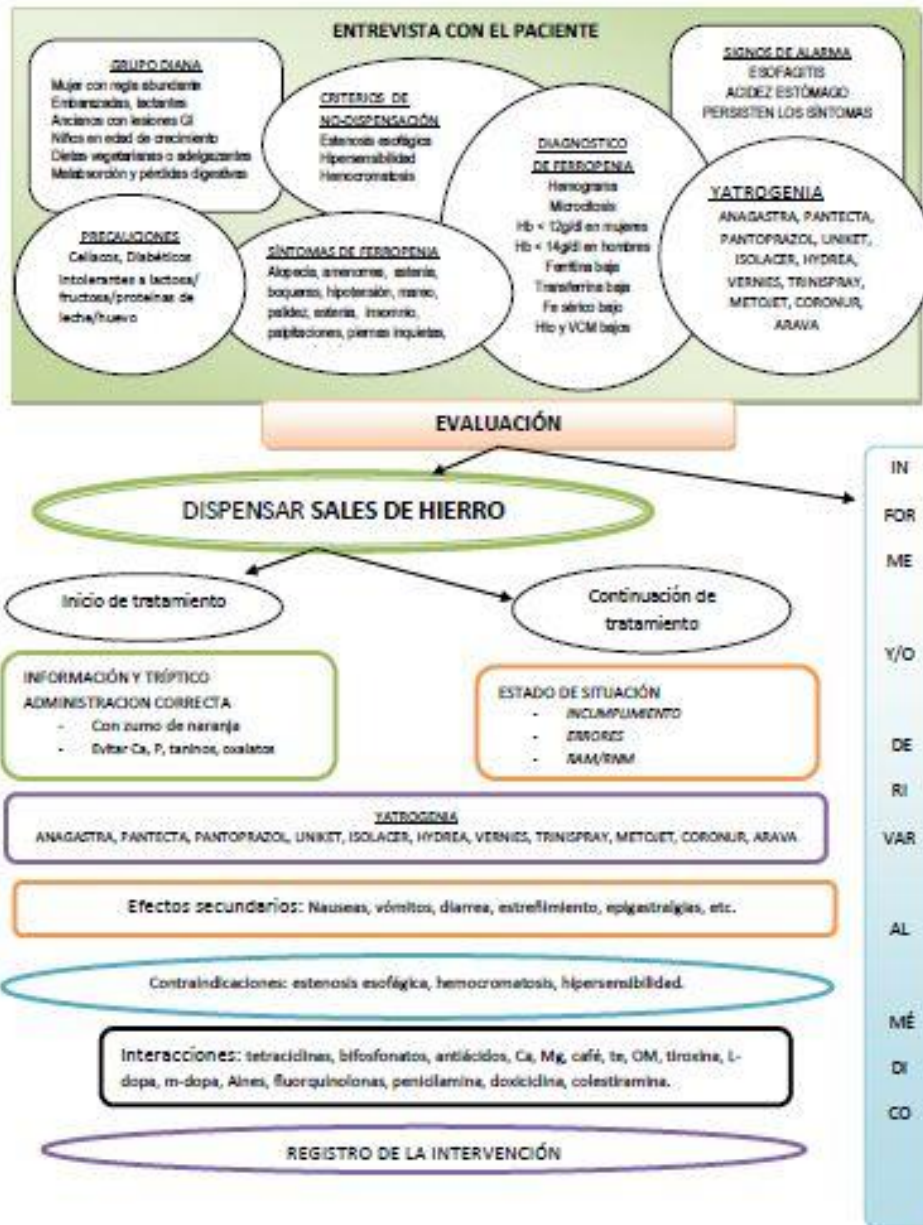 ENTREVISTA CON EL PACIENTE
GRUPO DIANA
Mujer con regla abundante
Embarazadas, lactantes
Ancianos con lesiones GI
Niños en edad de crecimiento
Dietas vegetarianas o adelgazantes
Malabsorción y pérdidas digestivas
CRITERIOS DE
NO-DISPENSACIÓN
Estenosis esofágica
Hipersensibilidad
Hemocromatosis
DIAGNOSTICO
DE FERROPENIA
Hemograma
Microcitosis
Hb < 12g/dl en mujeres
Hb < 14g/dl en hombres
Ferritina baja
Transferrina baja
Fe sérico bajo
Hto y VCM bajos
SIGNOS DE ALARMA
ESOFAGITIS
ACIDEZ ESTÓMAGO
PERSISTEN LOS SÍNTOMAS
YATROGENIA
ANAGASTRA, PANTECTA,
PANTOPRAZOL, UNIKET,
ISOLACER, HYDREA,
VERNIES, TRINISPRAY,
METOJET, CORONUR,
ARAVA
PRECAUCIONES
Celíacos, Diabéticos
Intolerantes a lactosa/
fructosa/proteínas de
leche/huevo
SÍNTOMAS DE FERROPENIA
Alopecia, amenorrea, astenia,
boqueras, hipotensión, mareo,
palidez, astenia, insomnio,
palpitaciones, piernas inquietas,
EVALUACIÓN
DISPENSAR SALES DE HIERRO
Inicio de tratamiento
Continuación de
tratamiento
INFORMACIÓN Y TRÍPTICO
ADMINISTRACION CORRECTA
- Con zumo de naranja
- Evitar Ca, P, taninos, oxalatos
ESTADO DE SITUACIÓN
- INCUMPLIMIENTO
- ERRORES
- RAM/RNM
YATROGENIA
ANAGASTRA, PANTECTA, PANTOPRAZOL, UNIKET, ISOLACER, HYDREA, VERNIES, TRINISPRAY, METOJET, CORONUR, ARAVA
Efectos secundarios: Nauseas, vómitos, diarrea, estreñimiento, epigastralgias, etc.
Contraindicaciones: estenosis esofágica, hemocromatosis, hipersensibilidad.
Interacciones: tetraciclinas, bifosfonatos, antiácidos, Ca, Mg, café, te, OM, tiroxina, L-
dopa, m-dopa, Aines, fluorquinolonas, penicilamina, doxiciclina, colestiramina.
REGISTRO DE LA INTERVENCIÓN
IN
FOR
ME
Y/O
DE
RI
VAR
AL
MÉ
DI
CO